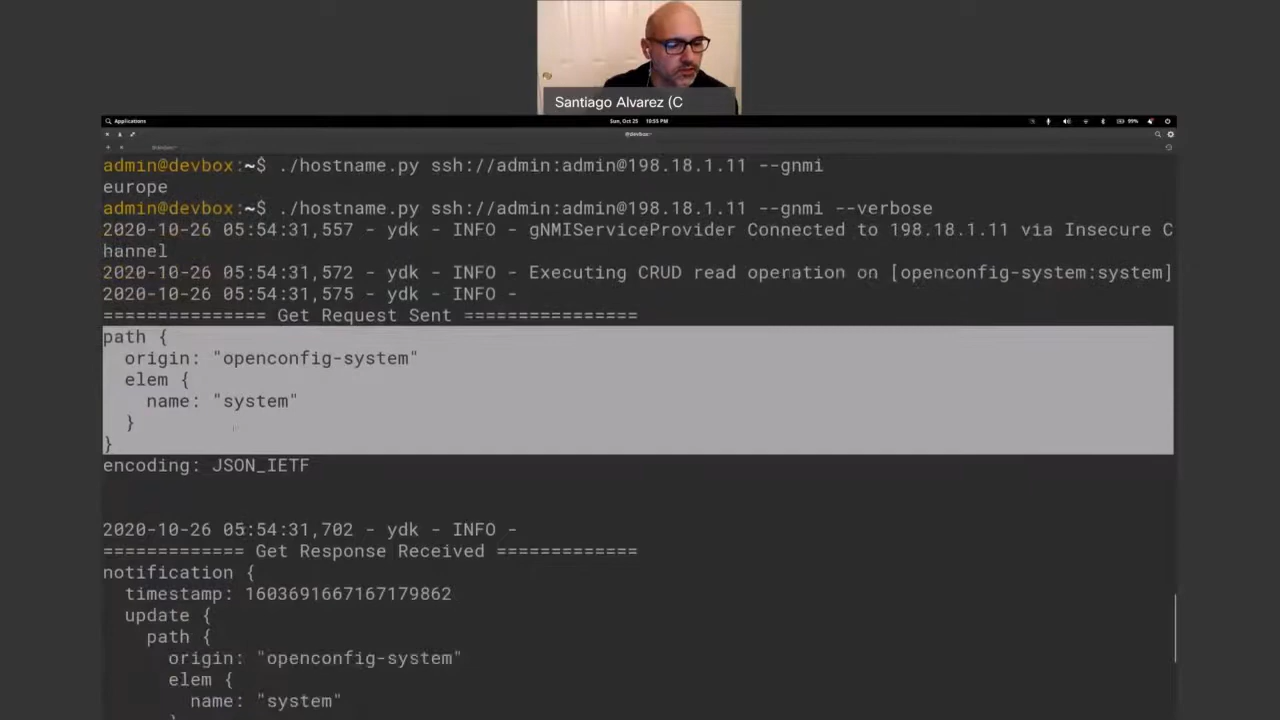 Santiago Alvarez (C
Applications
Sun, Oct 25 10:55 PM
99%
@devbox:~
@devbox:~
admin@devbox:~$ ./hostname.py ssh://admin:admin@198.18.1.11 --gnmi
europe
admin@devbox:~$ ./hostname.py ssh://admin:admin@198.18.1.11 --gnmi --verbose
2020-10-26 05:54:31,557 - ydk - INFO - gNMIServiceProvider Connected to 198.18.1.11 via Insecure C
hannel
2020-10-26 05:54:31,572 - ydk - INFO - Executing CRUD read operation on [openconfig-system:system]
2020-10-26 05:54:31,575 - ydk - INFO -
=============== Get Request Sent ================
path {
  origin: "openconfig-system"
  elem {
    name: "system"
  }
}
encoding: JSON_IETF
2020-10-26 05:54:31,702 - ydk - INFO -
============= Get Response Received =============
notification {
  timestamp: 1603691667167179862
  update {
    path {
      origin: "openconfig-system"
      elem {
        name: "system"
      }